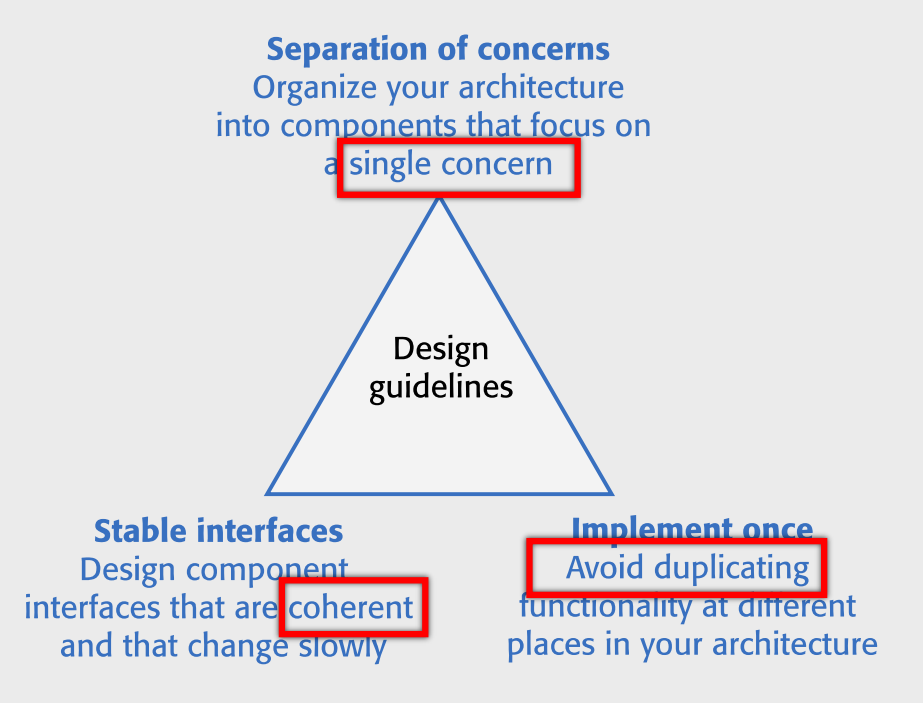 Separation of concerns
Organize your architecture
into components that focus on
a single concern
Design
guidelines
Stable interfaces
Design component
interfaces that are coherent
and that change slowly
Implement once
Avoid duplicating
functionality at different
places in your architecture